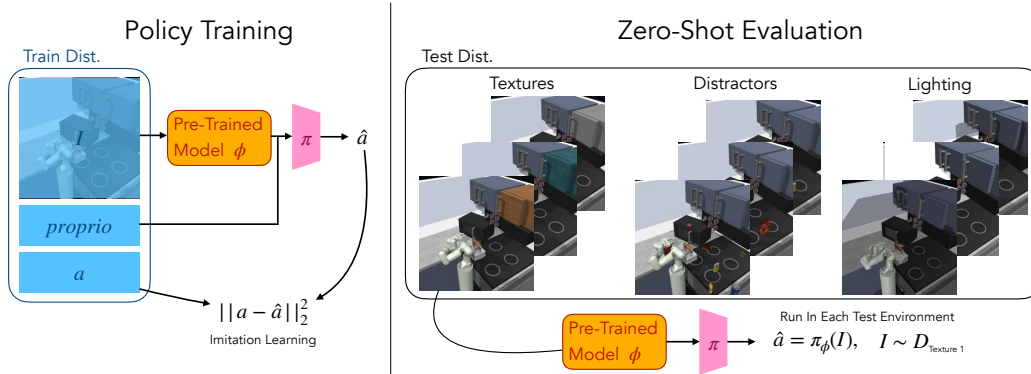 Policy Training
Train Dist.
I
Pre-Trained
Model ϕ
π
â
proprio
a
||a − â||₂²
Imitation Learning
Zero-Shot Evaluation
Test Dist.
Textures
Distractors
Lighting
Pre-Trained
Model ϕ
π
Run In Each Test Environment
â = π_ϕ(I), I ∼ D_Texture 1